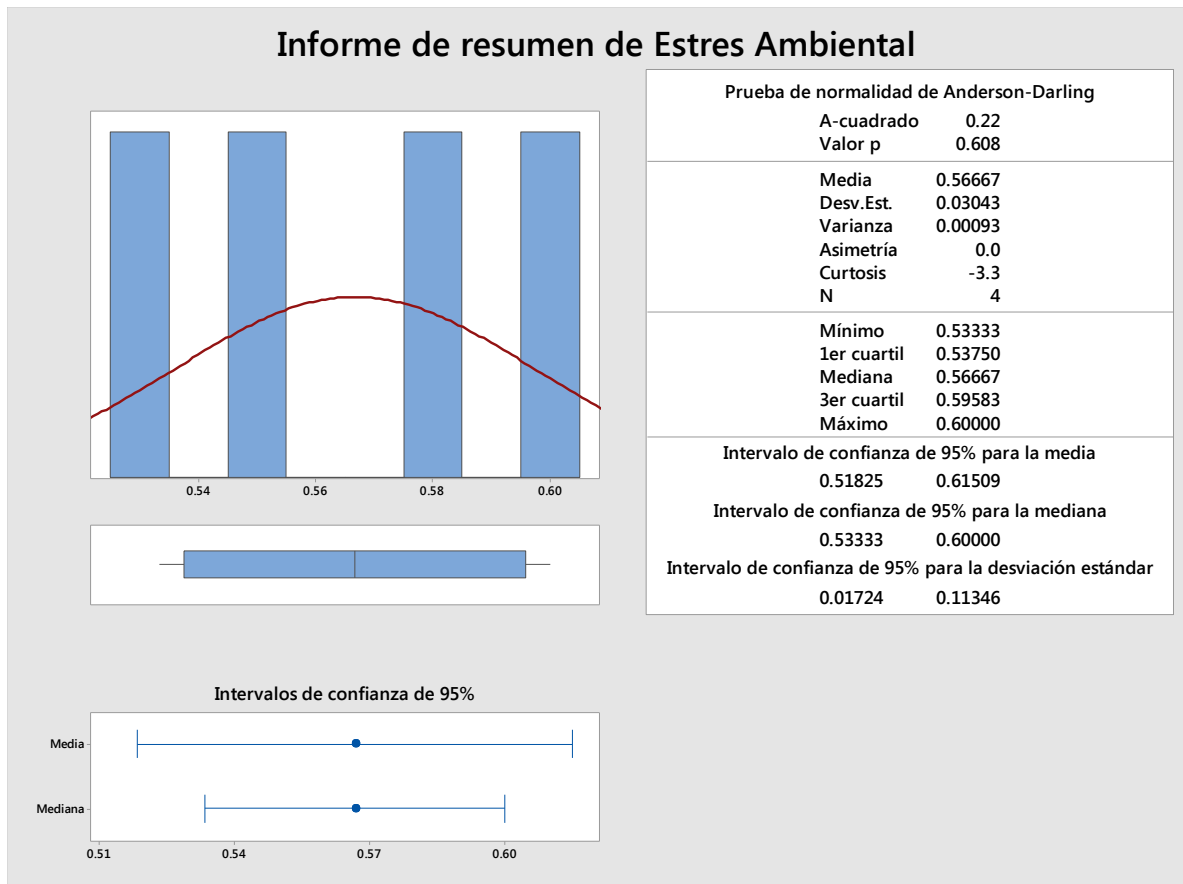 Informe de resumen de Estres Ambiental
0.54 0.56 0.58 0.60
Intervalos de confianza de 95%
Media
Mediana
0.51 0.54 0.57 0.60
Prueba de normalidad de Anderson-Darling
A-cuadrado 0.22
Valor p 0.608
Media 0.56667
Desv.Est. 0.03043
Varianza 0.00093
Asimetría 0.0
Curtosis -3.3
N 4
Mínimo 0.53333
1er cuartil 0.53750
Mediana 0.56667
3er cuartil 0.59583
Máximo 0.60000
Intervalo de confianza de 95% para la media
0.51825 0.61509
Intervalo de confianza de 95% para la mediana
0.53333 0.60000
Intervalo de confianza de 95% para la desviación estándar
0.01724 0.11346